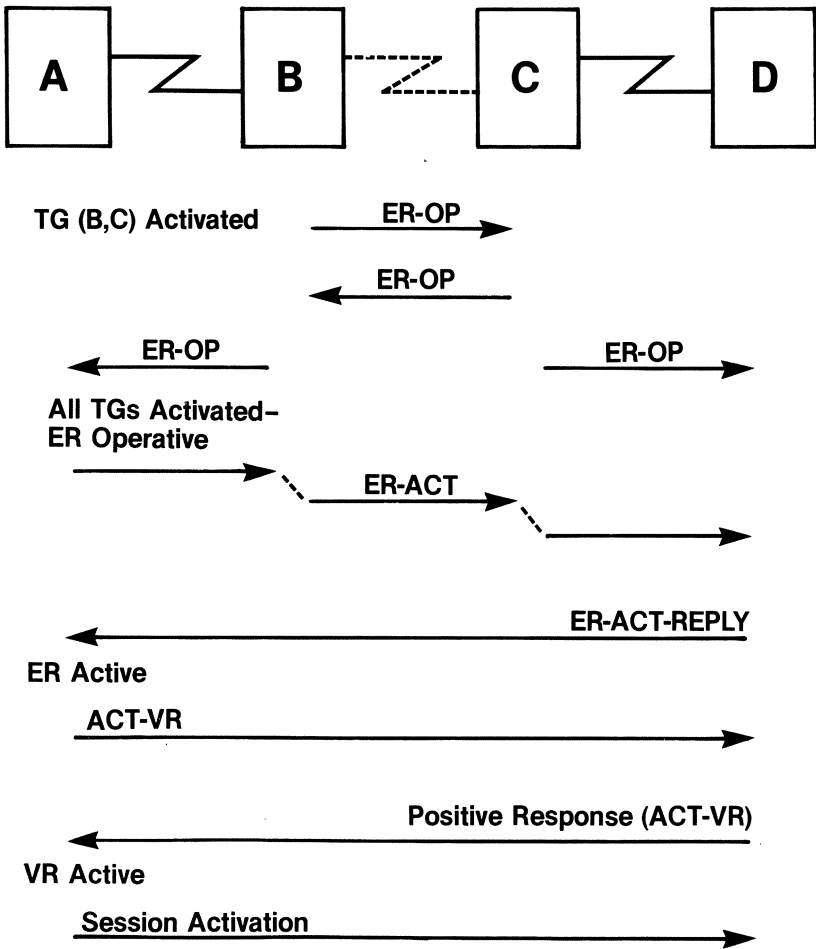 A B C D
TG (B,C) Activated ER-OP
ER-OP
ER-OP ER-OP
All TGs Activated–
ER Operative
ER-ACT
ER-ACT-REPLY
ER Active
ACT-VR
Positive Response (ACT-VR)
VR Active
Session Activation